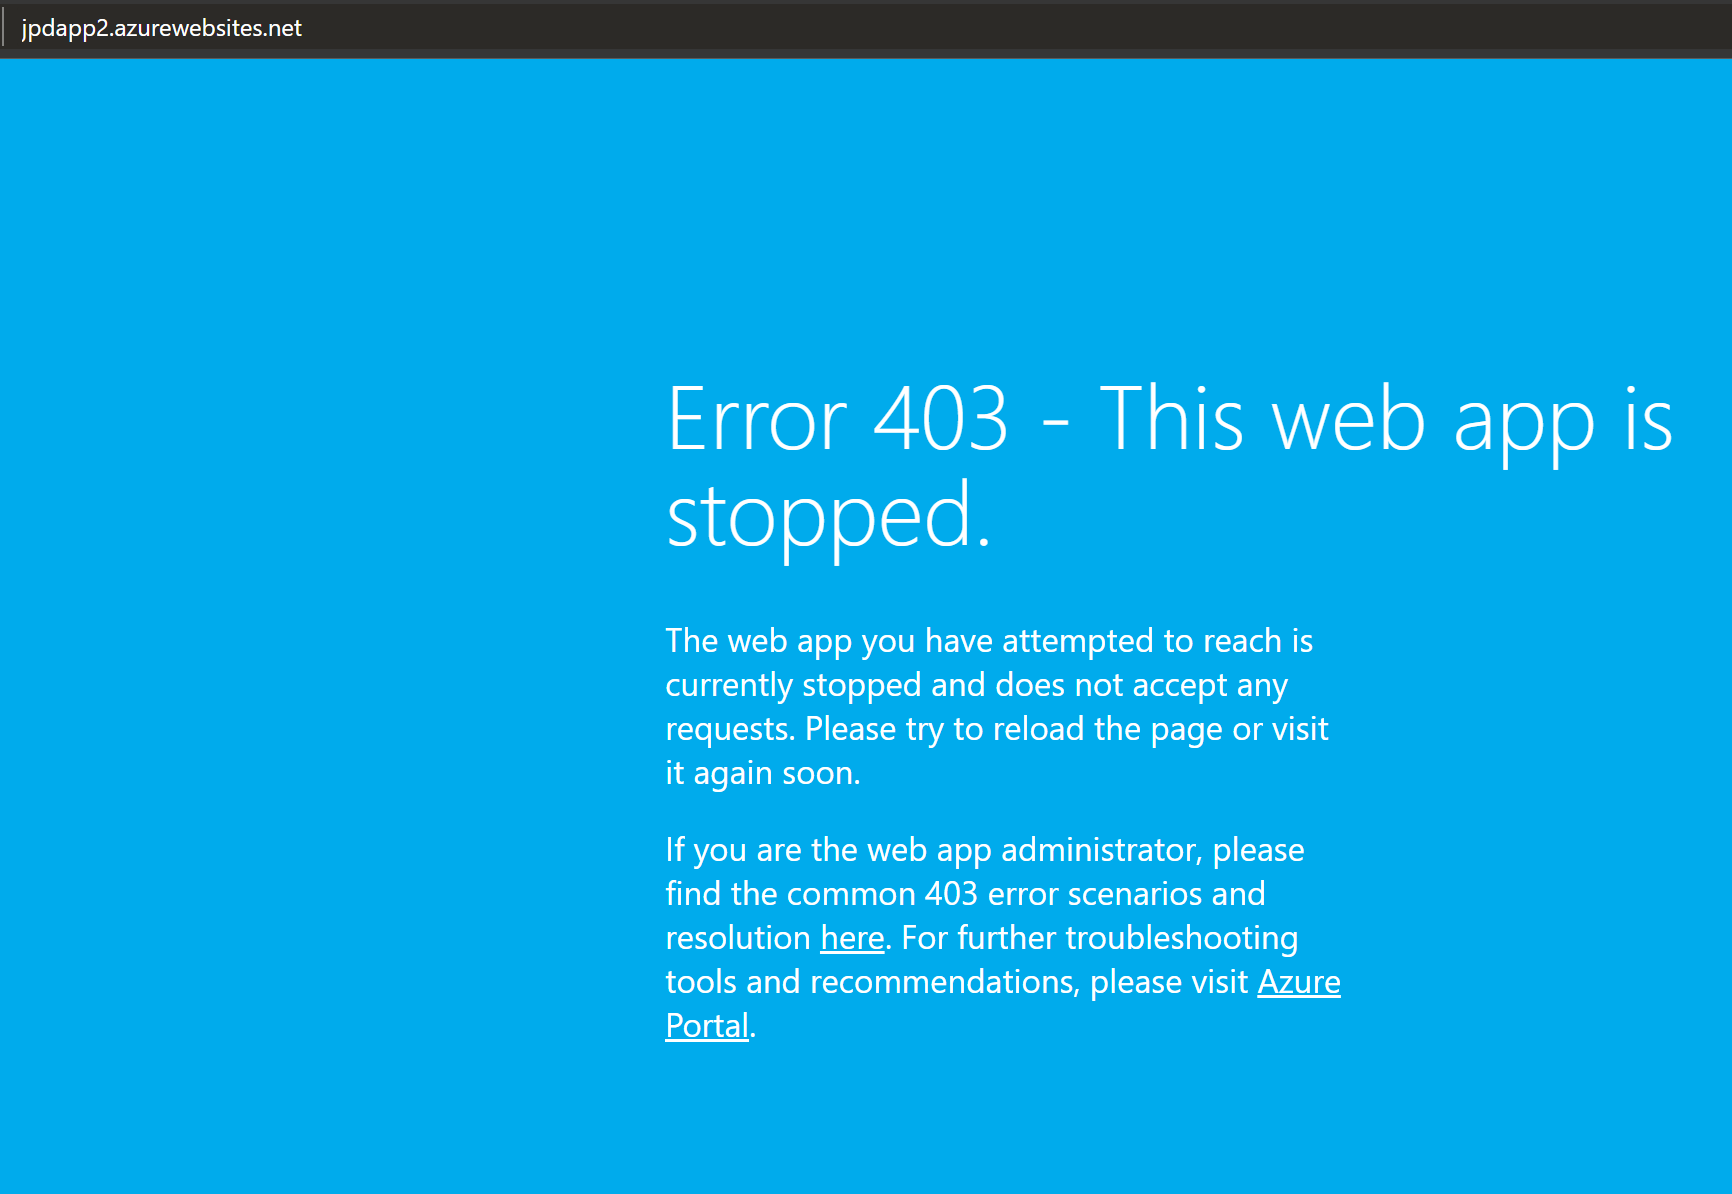 jpdapp2.azurewebsites.net
Error 403 - This web app is
stopped.
The web app you have attempted to reach is
currently stopped and does not accept any
requests. Please try to reload the page or visit
it again soon.
If you are the web app administrator, please
find the common 403 error scenarios and
resolution here. For further troubleshooting
tools and recommendations, please visit Azure
Portal.